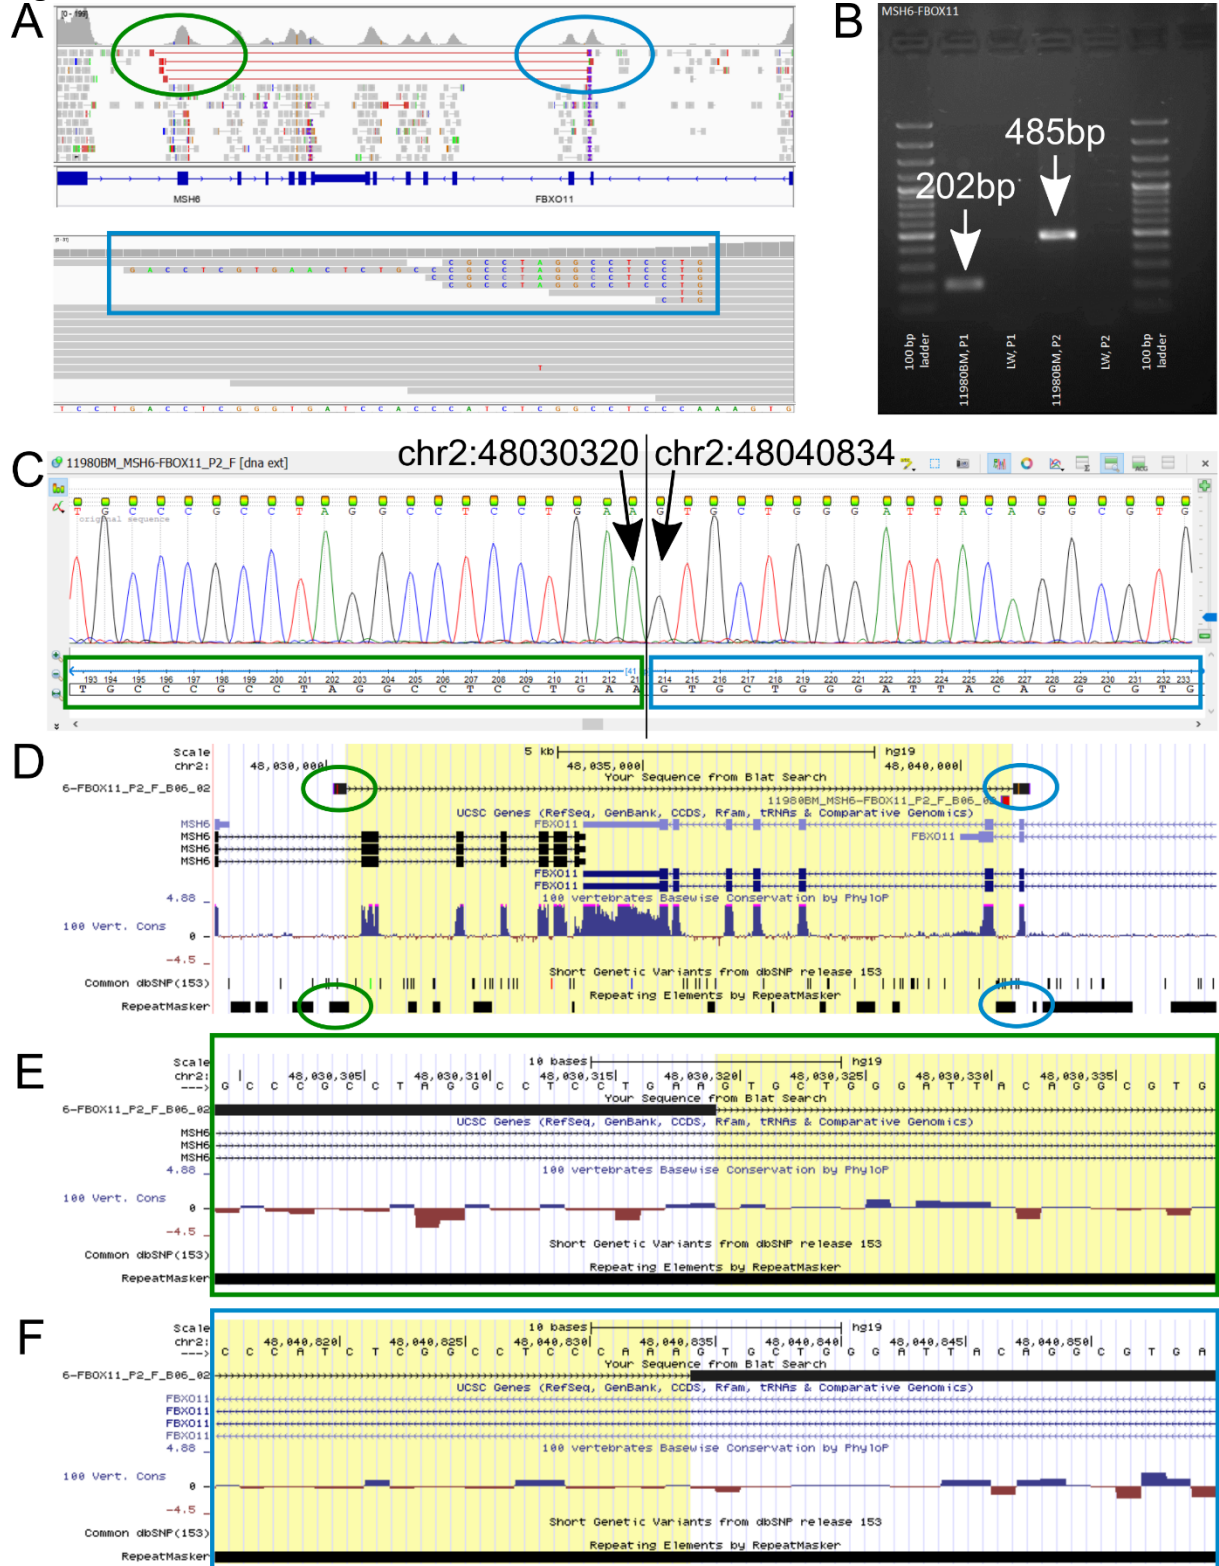 A
[0 - 199]
MSH6
FBXO11
G A C C T C G T G A A C T C T G C C C G C C T A G G C C T C C T G
C G C C T A G G C C T C C T G
T G
C T G
T
T C C T G A C C T C G G G T G A T C C A C C C A T C T C G G C C T C C C A A A G T G
B
MSH6-FBOX11
485bp
202bp
100 bp ladder
11980BM, P1
LW, P1
11980BM, P2
LW, P2
100 bp ladder
C
11980BM_MSH6-FBOX11_P2_F [dna ext]
chr2:48030320
chr2:48040834
T G C C C G C C T A G G C C T C C T G A A G T G C T G G G A T T A C A G G C G T G
original sequence
193 194 195 196 197 198 199 200 201 202 203 204 205 206 207 208 209 210 211 212 214 215 216 217 218 219 220 221 222 223 224 225 226 227 228 229 230 231 232 233
T G C C C G C C T A G G C C T C C T G A A G T G C T G G G A T T A C A G G C G T G
D
Scale
5 kb
hg19
chr2:
48,030,000
48,035,000
48,040,000
Your Sequence from Blat Search
6-FBOX11_P2_F_B06_02
11980BM_MSH6-FBOX11_P2_F_B06_02
UCSC Genes (RefSeq, GenBank, CCDS, Rfam, tRNAs & Comparative Genomics)
MSH6
FBXO11
MSH6
FBXO11
MSH6
MSH6
FBXO11
FBXO11
4.88
100 vertebrates Basewise Conservation by PhyloP
100 Vert. Cons
0
-4.5
Short Genetic Variants from dbSNP release 153
Common dbSNP(153)
Repeating Elements by RepeatMasker
RepeatMasker
E
Scale
10 bases
hg19
chr2:
48,030,305
48,030,310
48,030,315
48,030,320
48,030,325
48,030,330
48,030,335
---> G C C C G C C T A G G C C T C C T G A A G T G C T G G G A T T A C A G G C G T G
Your Sequence from Blat Search
6-FBOX11_P2_F_B06_02
UCSC Genes (RefSeq, GenBank, CCDS, Rfam, tRNAs & Comparative Genomics)
MSH6
MSH6
MSH6
4.88
100 vertebrates Basewise Conservation by PhyloP
100 Vert. Cons
0
-4.5
Short Genetic Variants from dbSNP release 153
Common dbSNP(153)
Repeating Elements by RepeatMasker
RepeatMasker
F
Scale
10 bases
hg19
chr2:
48,040,820
48,040,825
48,040,830
48,040,835
48,040,840
48,040,845
48,040,850
---> C C C A T C T C G G C C T C C C A A A G T G C T G G G A T T A C A G G C G T G A
Your Sequence from Blat Search
6-FBOX11_P2_F_B06_02
UCSC Genes (RefSeq, GenBank, CCDS, Rfam, tRNAs & Comparative Genomics)
FBXO11
FBXO11
FBXO11
FBXO11
4.88
100 vertebrates Basewise Conservation by PhyloP
100 Vert. Cons
0
-4.5
Short Genetic Variants from dbSNP release 153
Common dbSNP(153)
Repeating Elements by RepeatMasker
RepeatMasker